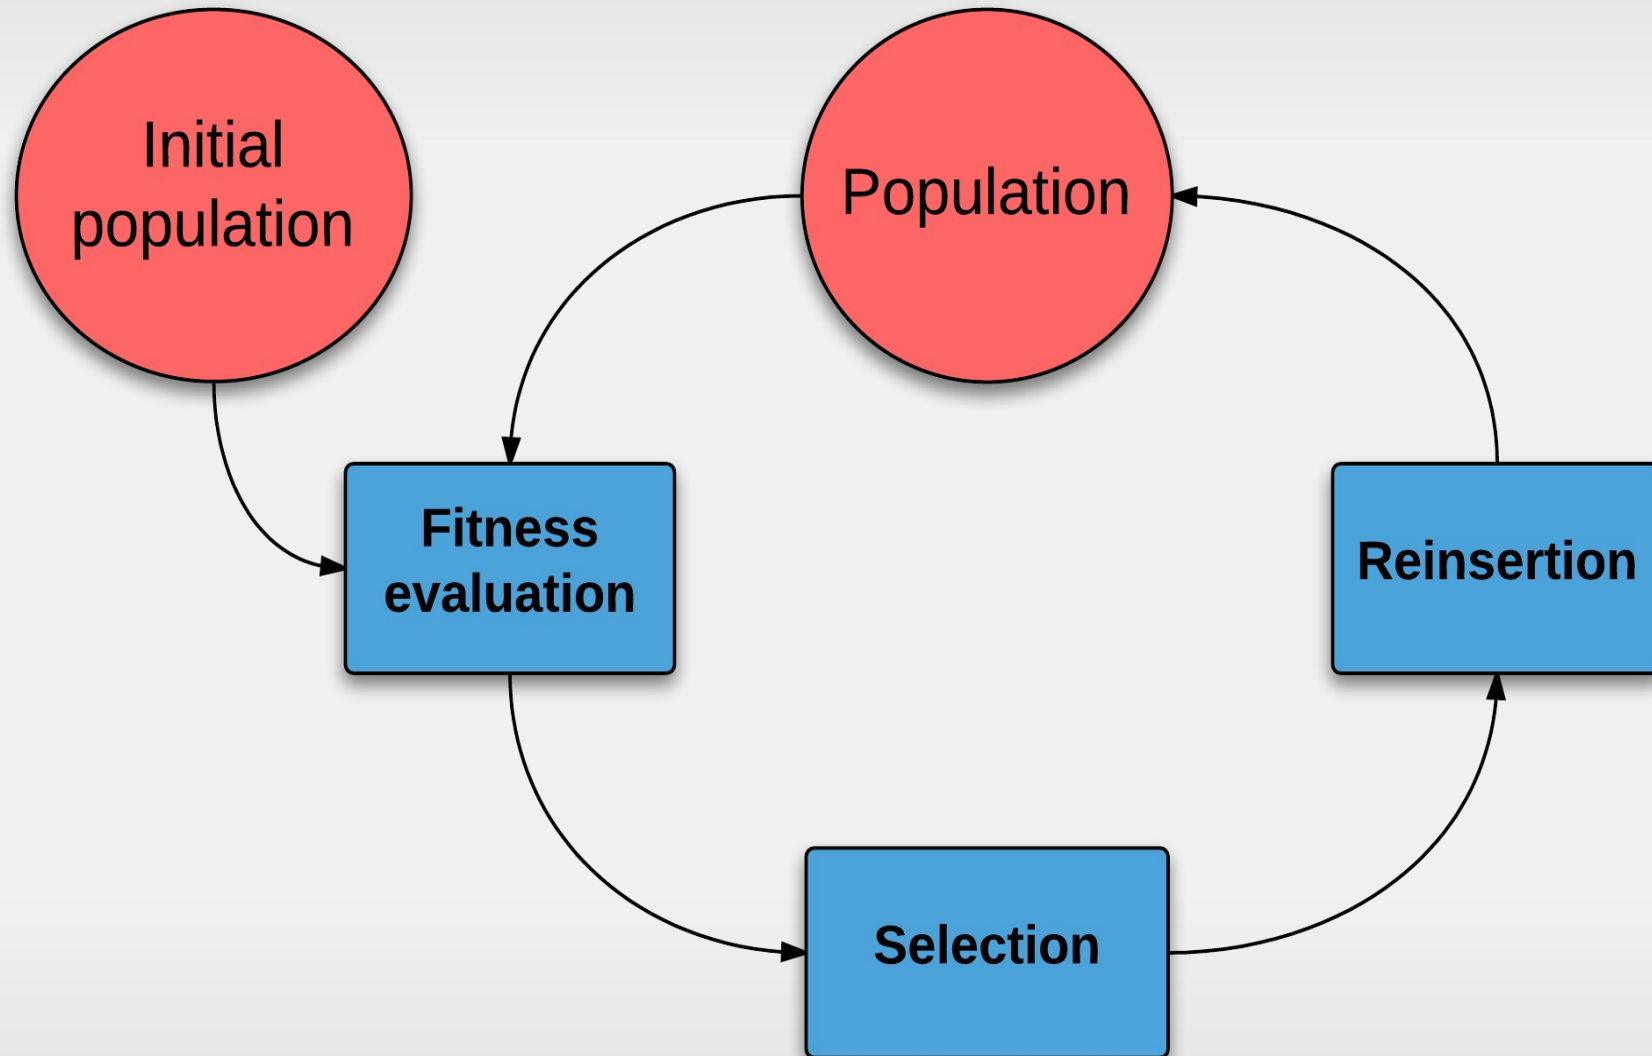 Initial
population
Population
Fitness
evaluation
Reinsertion
Selection